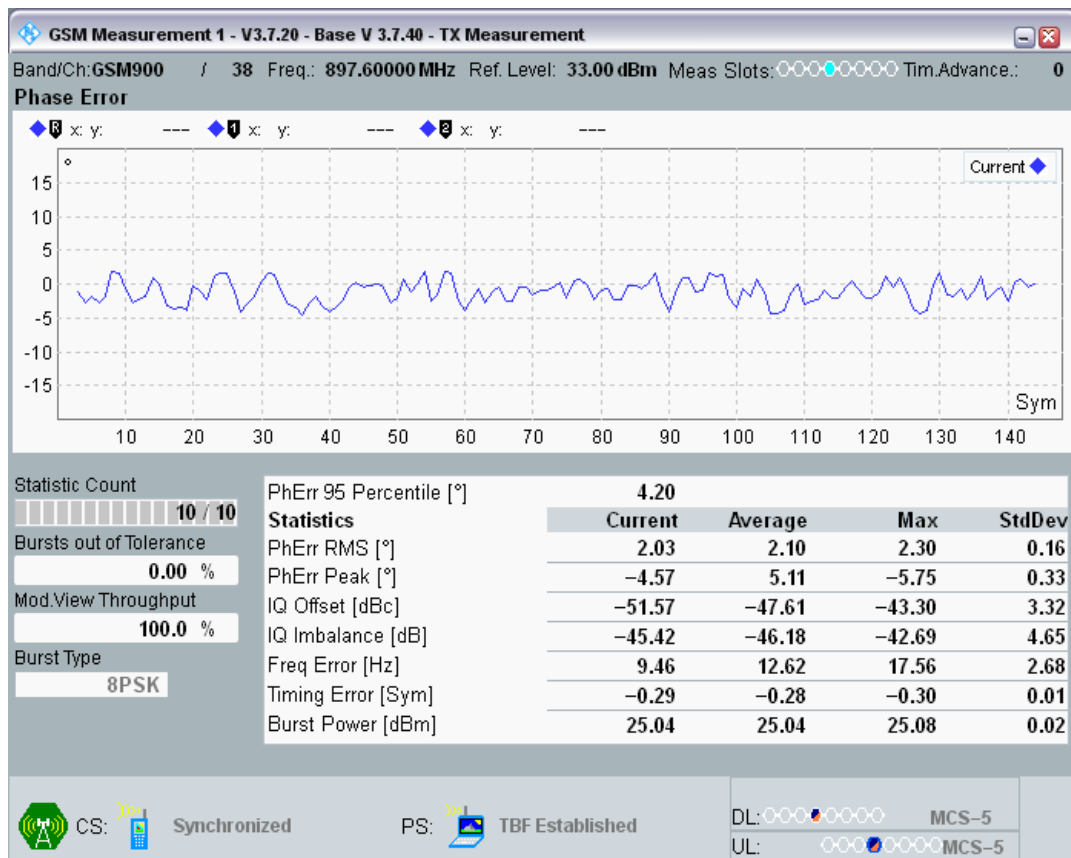 GSM Measurement 1 - V3.7.20 - Base V 3.7.40 - TX Measurement
Band/Ch:GSM900 / 38 Freq.: 897.60000 MHz Ref. Level: 33.00 dBm Meas Slots: Tim.Advance.: 0
Phase Error
R x: y: --- 1 x: y: --- 2 x: y: ---
°
Current
15
10
5
0
-5
-10
-15
Sym
10 20 30 40 50 60 70 80 90 100 110 120 130 140
Statistic Count
10 / 10
Bursts out of Tolerance
0.00 %
Mod.View Throughput
100.0 %
Burst Type
8PSK
PhErr 95 Percentile [°] 4.20
Statistics Current Average Max StdDev
PhErr RMS [°] 2.03 2.10 2.30 0.16
PhErr Peak [°] −4.57 5.11 −5.75 0.33
IQ Offset [dBc] −51.57 −47.61 −43.30 3.32
IQ Imbalance [dB] −45.42 −46.18 −42.69 4.65
Freq Error [Hz] 9.46 12.62 17.56 2.68
Timing Error [Sym] −0.29 −0.28 −0.30 0.01
Burst Power [dBm] 25.04 25.04 25.08 0.02
CS: Synchronized PS: TBF Established
DL: MCS−5
UL: MCS−5